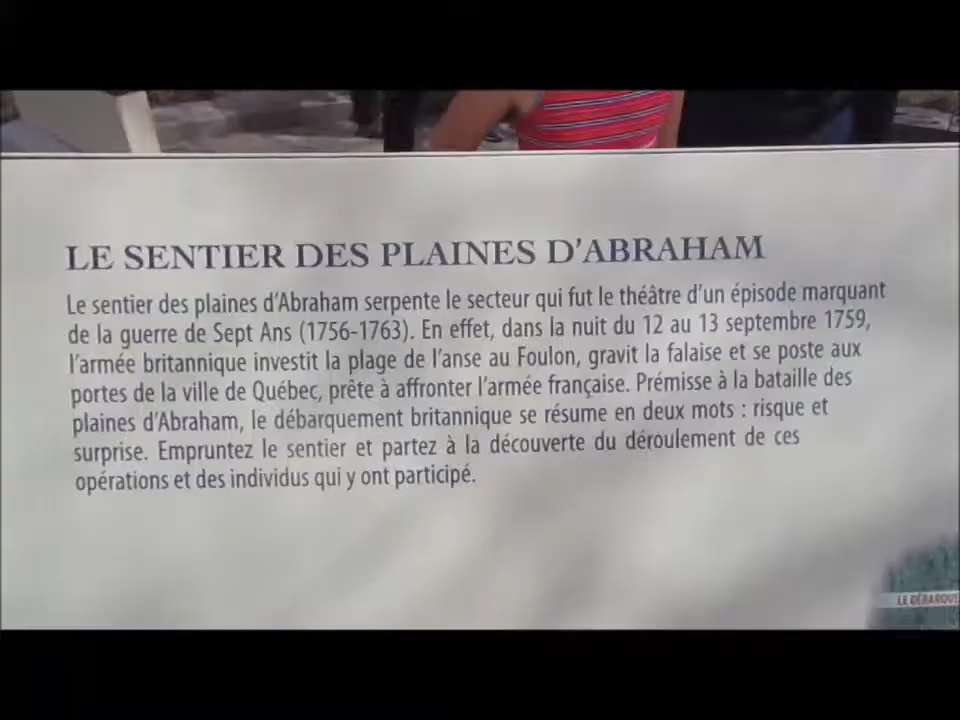 LE SENTIER DES PLAINES D'ABRAHAM
Le sentier des plaines d'Abraham serpente le secteur qui fut le théâtre d'un épisode marquant
de la guerre de Sept Ans (1756-1763). En effet, dans la nuit du 12 au 13 septembre 1759,
l'armée britannique investit la plage de l'anse au Foulon, gravit la falaise et se poste aux
portes de la ville de Québec, prête à affronter l'armée française. Prémisse à la bataille des
plaines d'Abraham, le débarquement britannique se résume en deux mots : risque et
surprise. Empruntez le sentier et partez à la découverte du déroulement de ces
opérations et des individus qui y ont participé.
LE DÉBARQUE